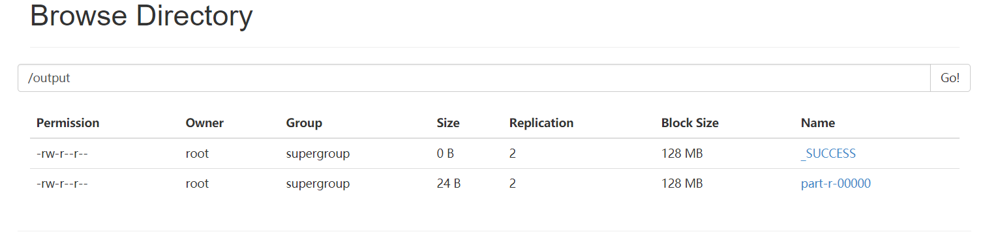 Browse Directory
/output Go!
Permission Owner Group Size Replication Block Size Name
-rw-r--r-- root supergroup 0 B 2 128 MB _SUCCESS
-rw-r--r-- root supergroup 24 B 2 128 MB part-r-00000